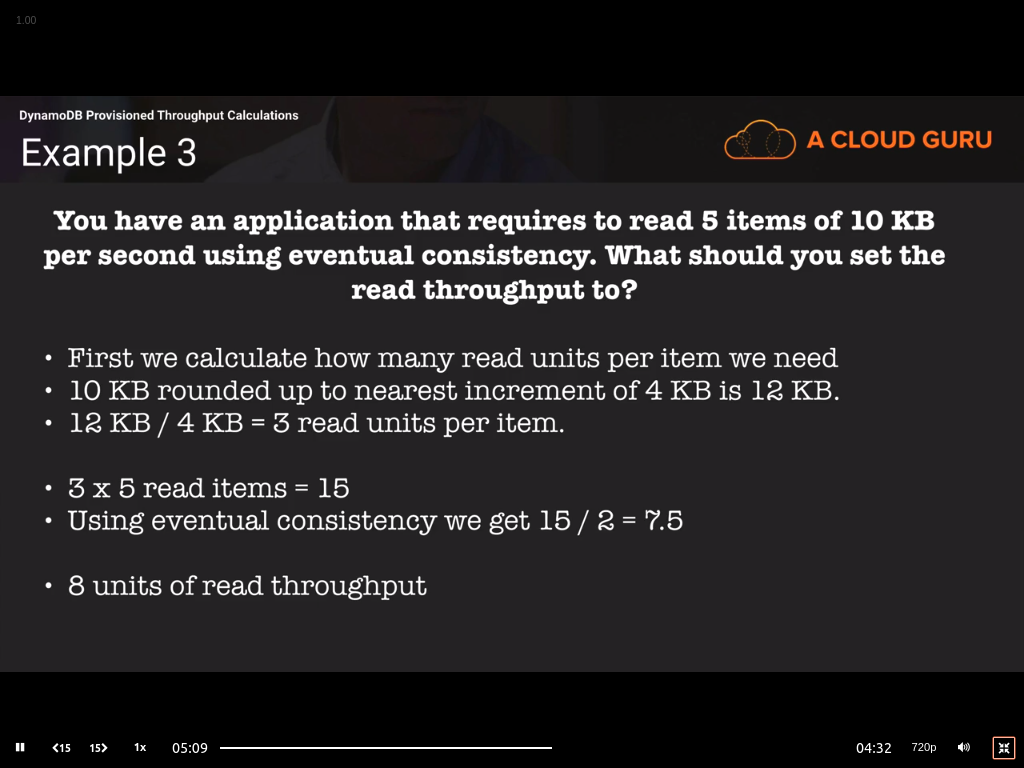 1.00
DynamoDB Provisioned Throughput Calculations
Example 3
A CLOUD GURU
You have an application that requires to read 5 items of 10 KB
per second using eventual consistency. What should you set the
read throughput to?
• First we calculate how many read units per item we need
• 10 KB rounded up to nearest increment of 4 KB is 12 KB.
• 12 KB / 4 KB = 3 read units per item.
• 3 x 5 read items = 15
• Using eventual consistency we get 15 / 2 = 7.5
• 8 units of read throughput
15 15 1x 05:09 04:32 720p